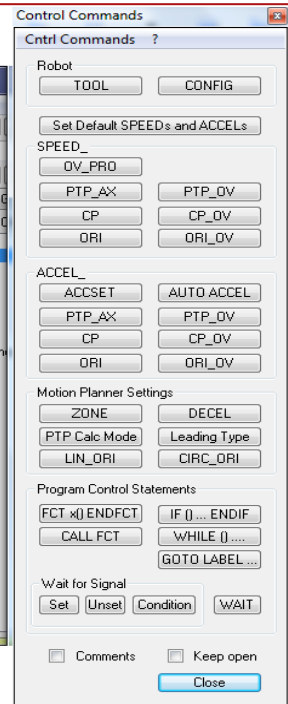 Control Commands
Cntrl Commands ?
Robot
TOOL CONFIG
Set Default SPEEDs and ACCELs
SPEED_
OV_PRO
PTP_AX PTP_OV
CP CP_OV
ORI ORI_OV
ACCEL_
ACCSET AUTO ACCEL
PTP_AX PTP_OV
CP CP_OV
ORI ORI_OV
Motion Planner Settings
ZONE DECEL
PTP Calc Mode Leading Type
LIN_ORI CIRC_ORI
Program Control Statements
FCT x() ENDFCT IF () ... ENDIF
CALL FCT WHILE () ....
GOTO LABEL ...
Wait for Signal
Set Unset Condition WAIT
Comments Keep open
Close